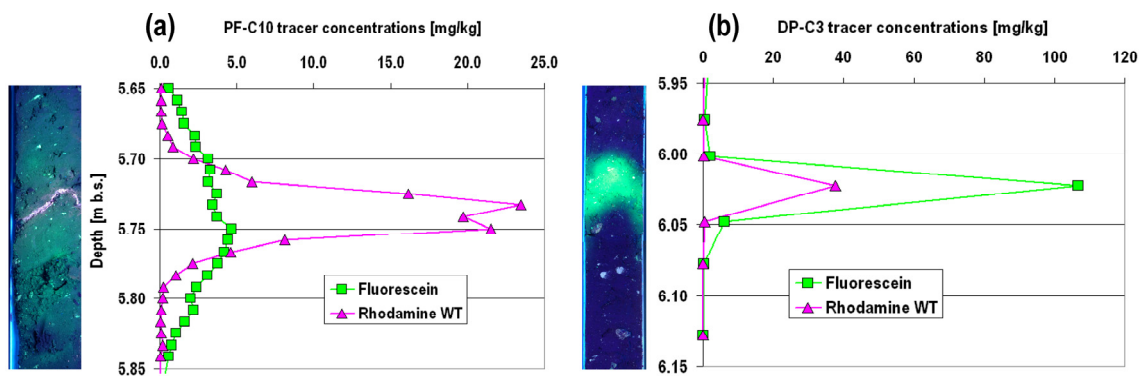 (a) PF-C10 tracer concentrations [mg/kg]
0.0 5.0 10.0 15.0 20.0 25.0
5.65
5.70
5.75
5.80
5.85
Depth [m b.s.]
Fluorescein
Rhodamine WT
(b) DP-C3 tracer concentrations [mg/kg]
0 20 40 60 80 100 120
5.95
6.00
6.05
6.10
6.15
Fluorescein
Rhodamine WT